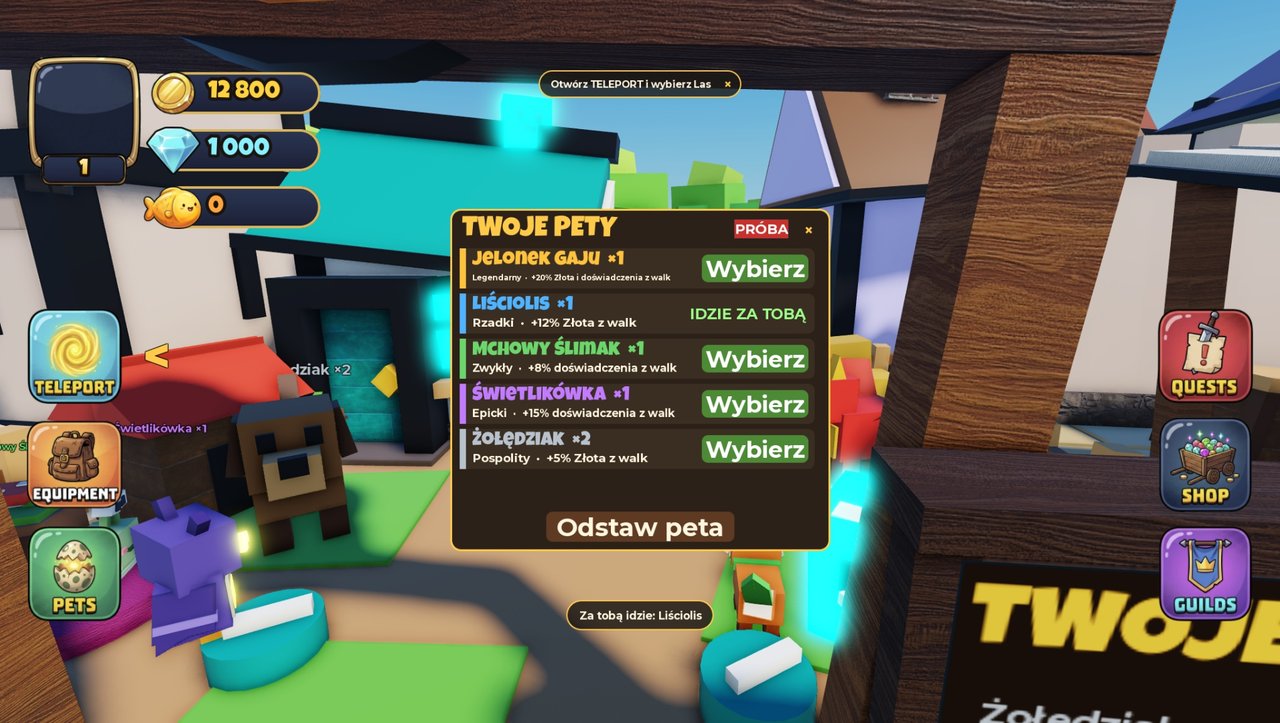 12 800
Otwórz TELEPORT i wybierz Las ×
1 000
1
0
TWOJE PETY
PRÓBA ×
Jelonek Gaju ×1
Legendarny · +20% Złota i doświadczenia z walk
Wybierz
Liściolis ×1
Rzadki · +12% Złota z walk
IDZIE ZA TOBĄ
Mchowy Ślimak ×1
Zwykły · +8% doświadczenia z walk
Wybierz
Świetlikówka ×1
Epicki · +15% doświadczenia z walk
Wybierz
Żołędziak ×2
Pospolity · +5% Złota z walk
Wybierz
Odstaw peta
Za tobą idzie: Liściolis
TELEPORT
<
EQUIPMENT
PETS
QUESTS
SHOP
GUILDS
dziak ×2
świetlikówka ×1
TWOJE